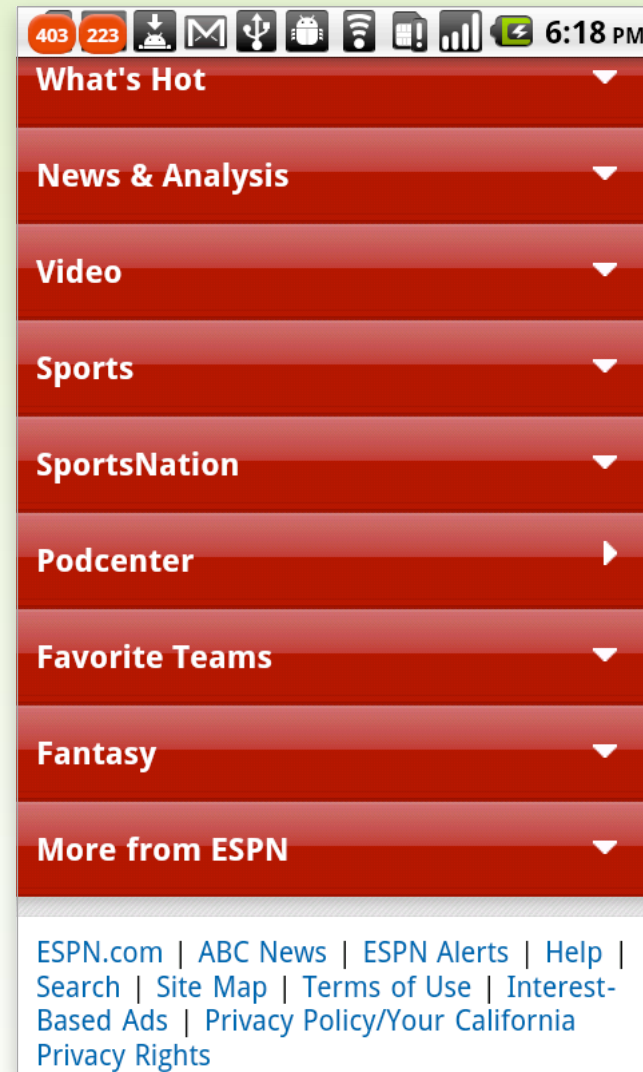 403 223 6:18 PM
What's Hot
News & Analysis
Video
Sports
SportsNation
Podcenter
Favorite Teams
Fantasy
More from ESPN
ESPN.com | ABC News | ESPN Alerts | Help |
Search | Site Map | Terms of Use | Interest-
Based Ads | Privacy Policy/Your California
Privacy Rights